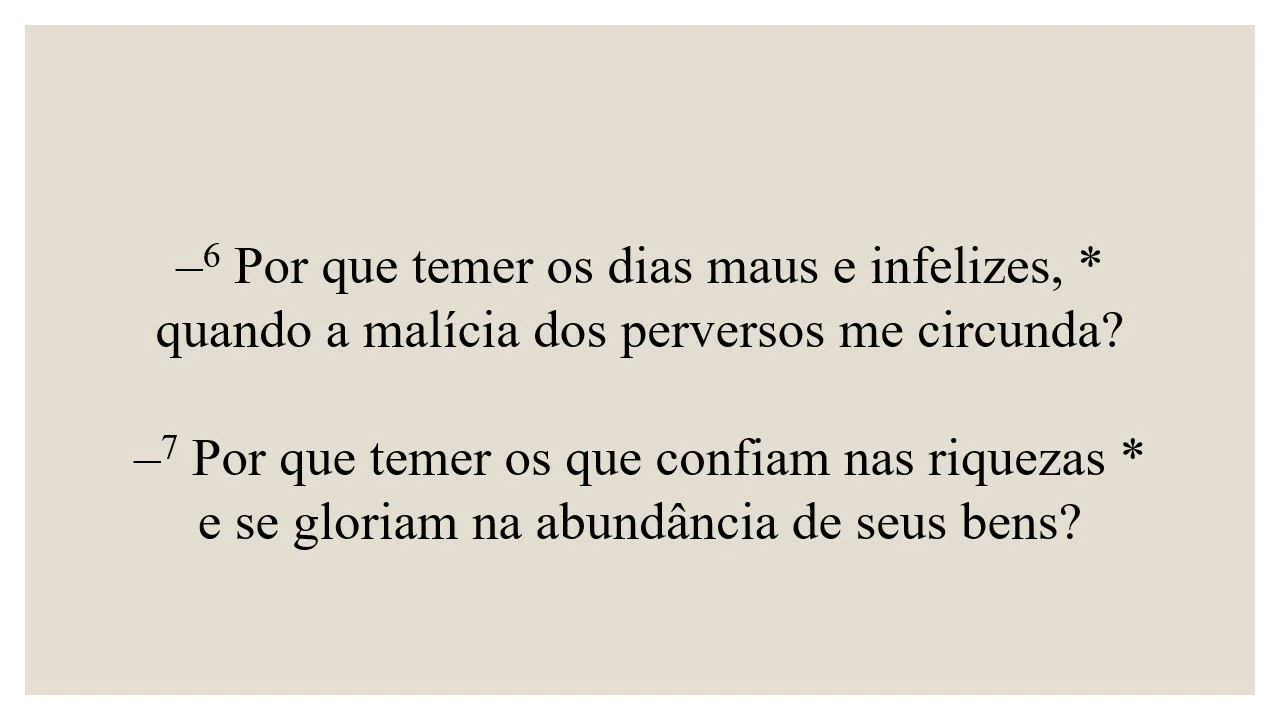 –⁶ Por que temer os dias maus e infelizes, *
quando a malícia dos perversos me circunda?
–⁷ Por que temer os que confiam nas riquezas *
e se gloriam na abundância de seus bens?